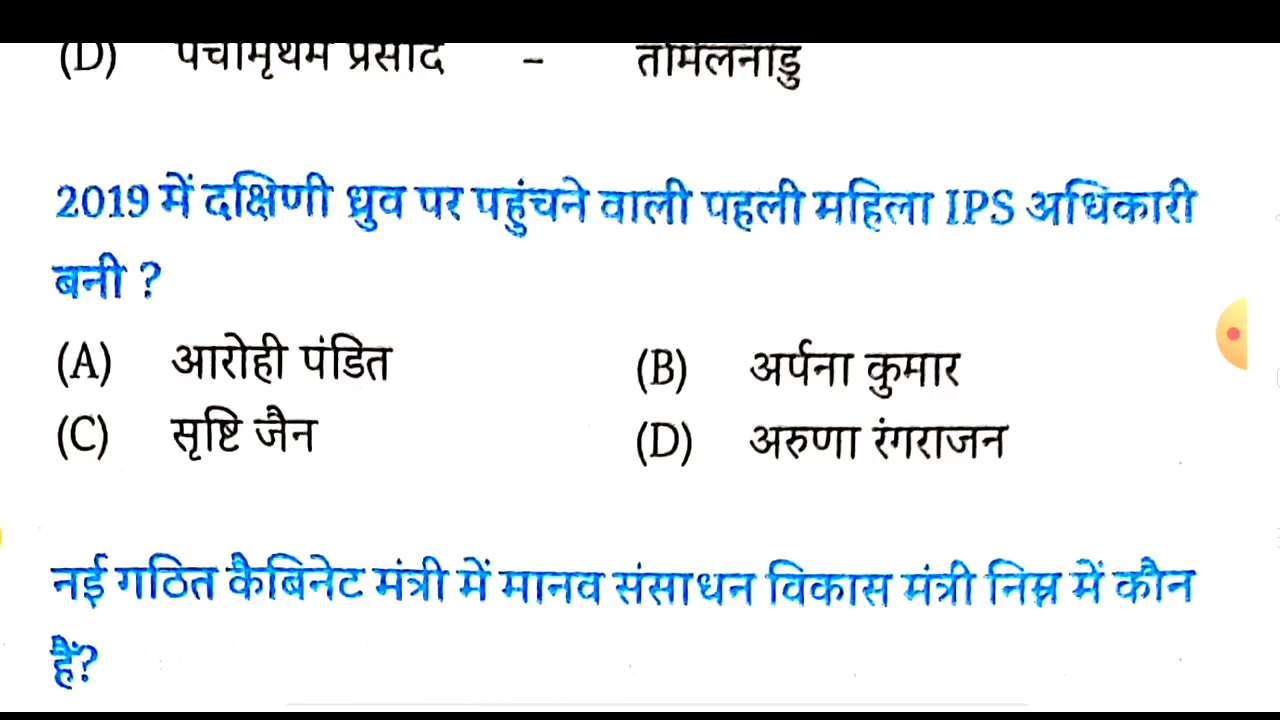 (D) पंचामृथम प्रसाद - तामिलनाडु
2019 में दक्षिणी ध्रुव पर पहुंचने वाली पहली महिला IPS अधिकारी
बनी ?
(A) आरोही पंडित (B) अर्पना कुमार
(C) सृष्टि जैन (D) अरुणा रंगराजन
नई गठित कैबिनेट मंत्री में मानव संसाधन विकास मंत्री निम्न में कौन
हैं?